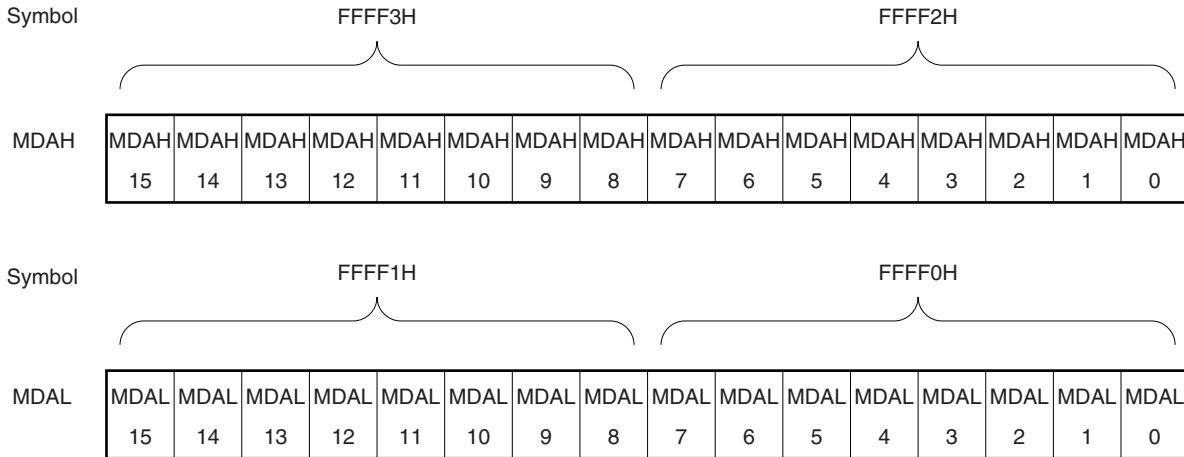 Symbol FFFF3H FFFF2H
MDAH MDAH MDAH MDAH MDAH MDAH MDAH MDAH MDAH MDAH MDAH MDAH MDAH MDAH MDAH MDAH MDAH
15 14 13 12 11 10 9 8 7 6 5 4 3 2 1 0
Symbol FFFF1H FFFF0H
MDAL MDAL MDAL MDAL MDAL MDAL MDAL MDAL MDAL MDAL MDAL MDAL MDAL MDAL MDAL MDAL MDAL
15 14 13 12 11 10 9 8 7 6 5 4 3 2 1 0